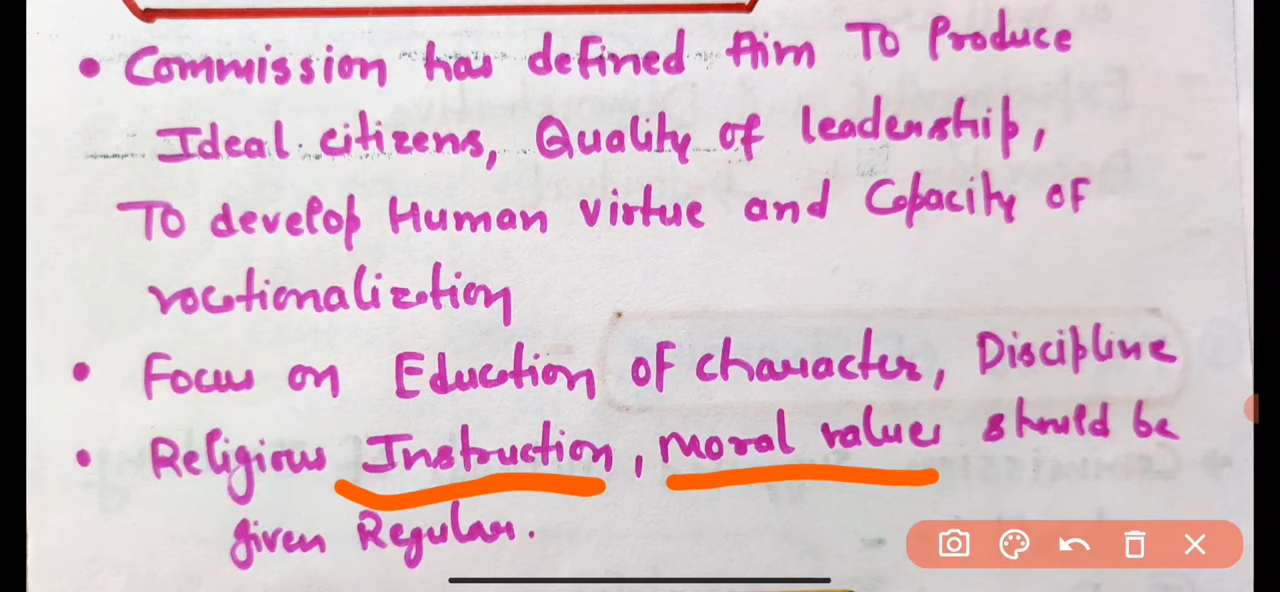 • Commission has defined Aim To Produce
Ideal citizens, Quality of leadership,
To develop Human virtue and Capacity of
vocationalization
• Focus on Eduction of character, Discipline
• Religious Instruction, moral values should be
given Regular.